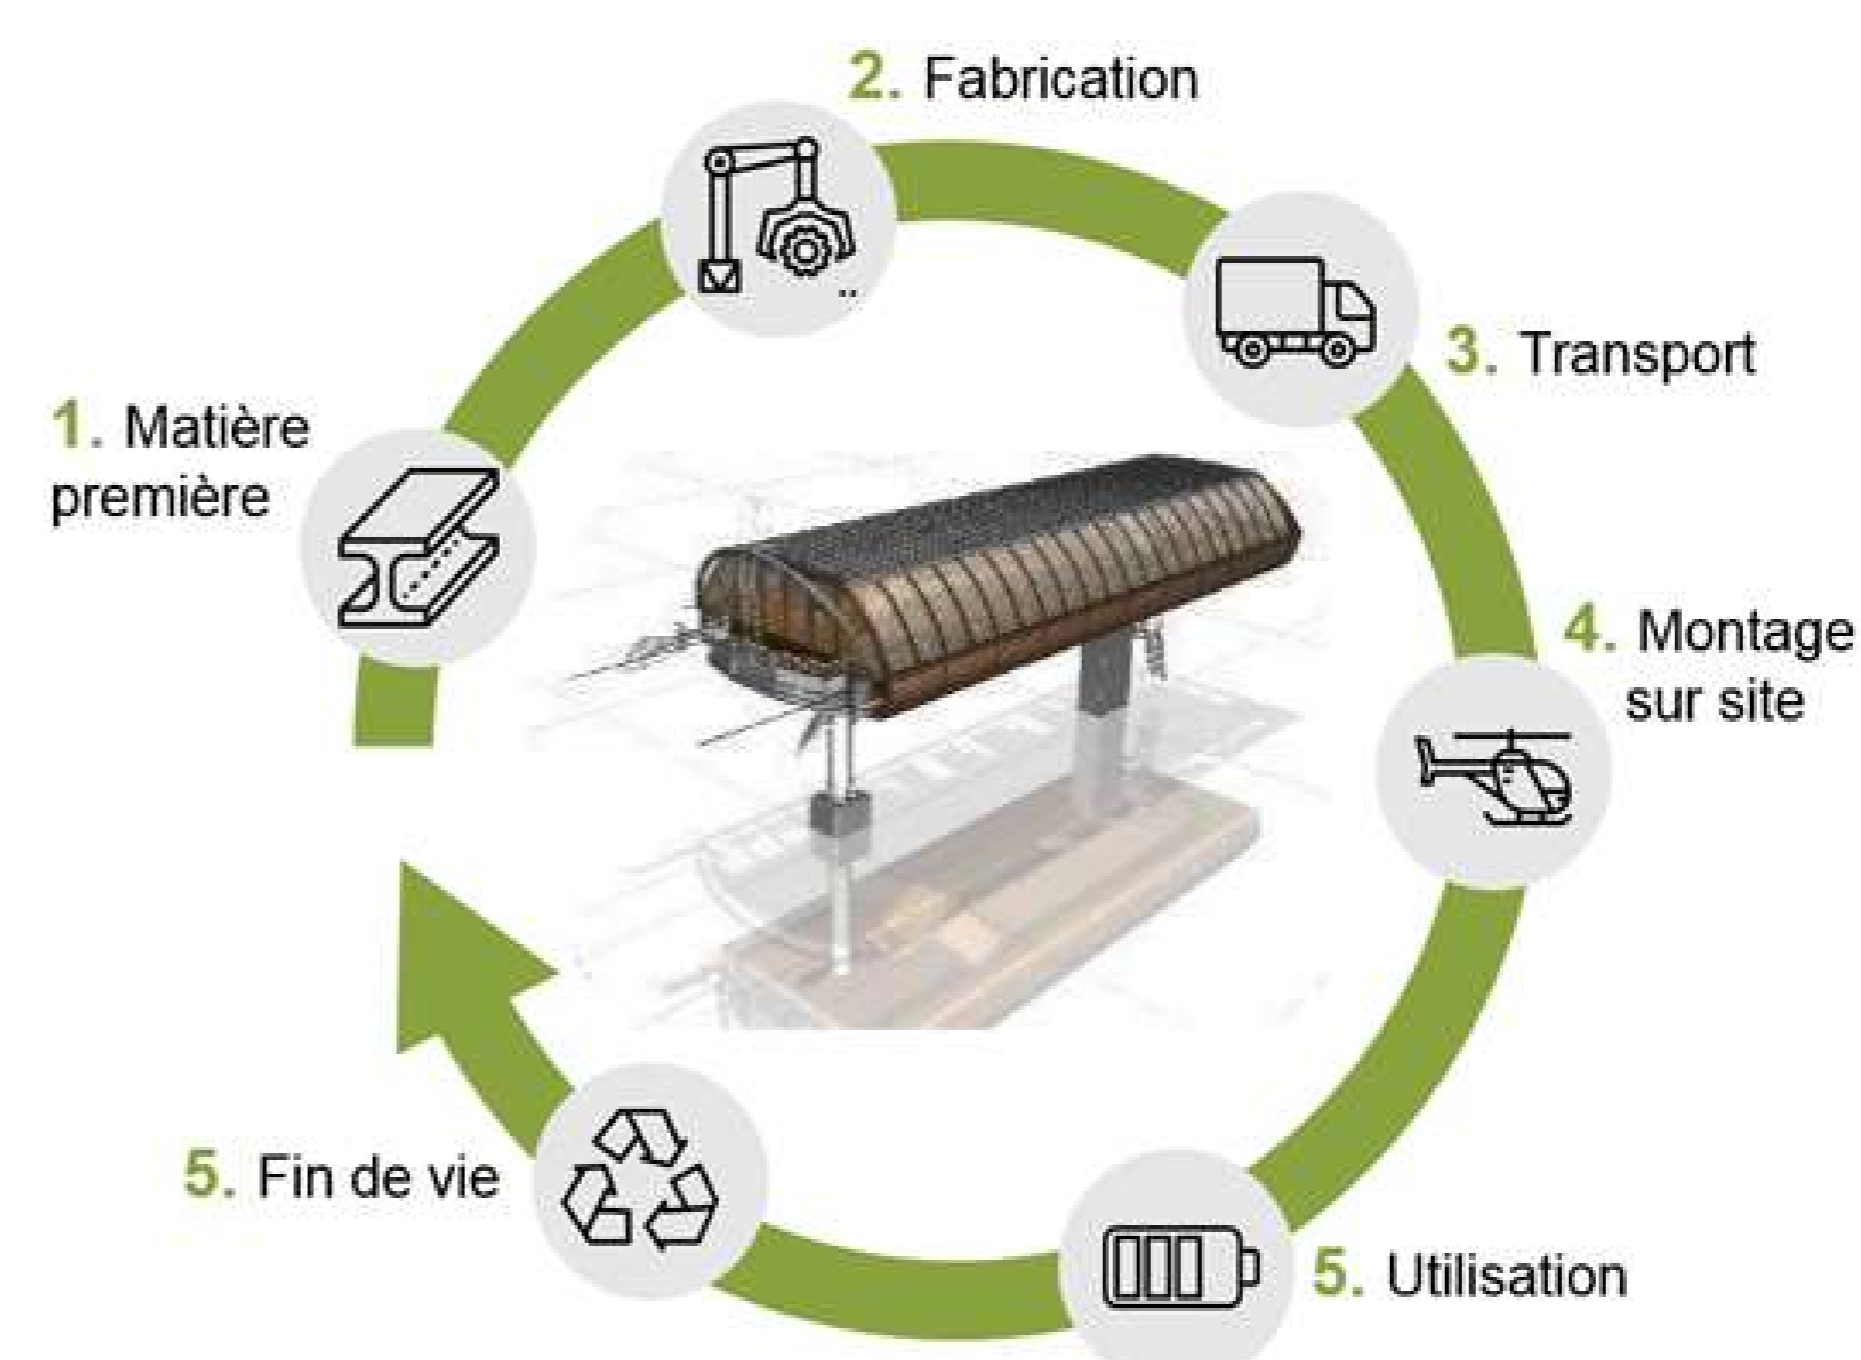 2. Fabrication
3. Transport
1. Matière
première
4. Montage
sur site
5. Fin de vie
5. Utilisation